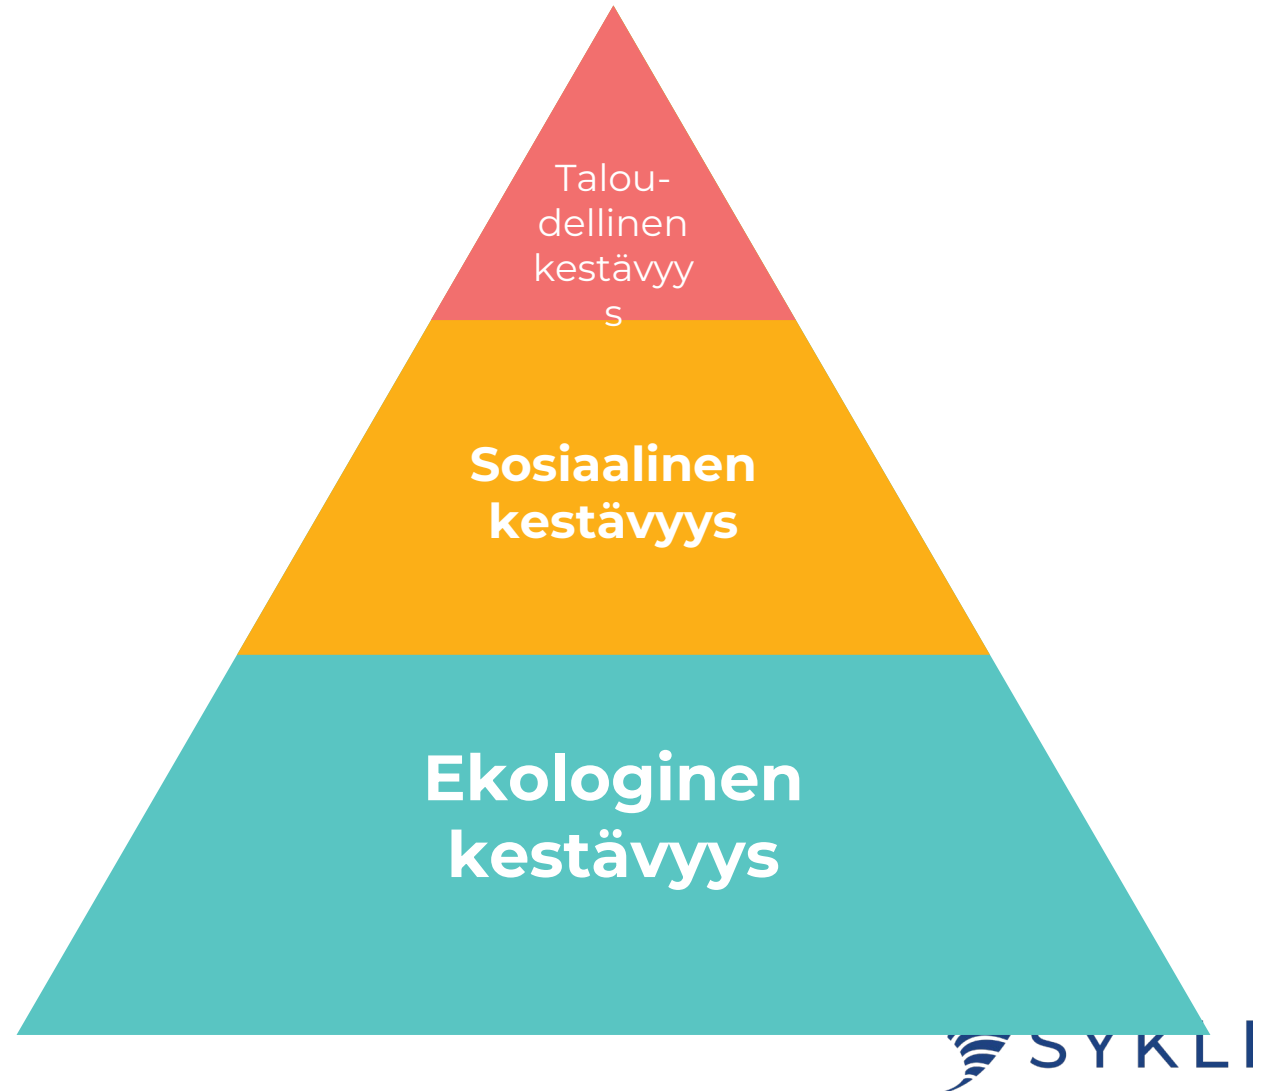 Talou-
dellinen
kestävyy
s
Sosiaalinen
kestävyys
Ekologinen
kestävyys
SYKLI